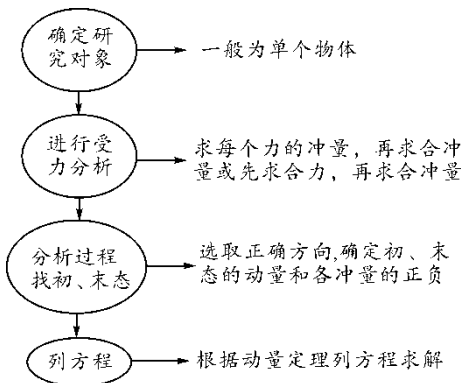 确定研
究对象
一般为单个物体
进行受
力分析
求每个力的冲量，再求合冲
量或先求合力，再求合冲量
分析过程
找初、末态
选取正确方向,确定初、末
态的动量和各冲量的正负
列方程
根据动量定理列方程求解